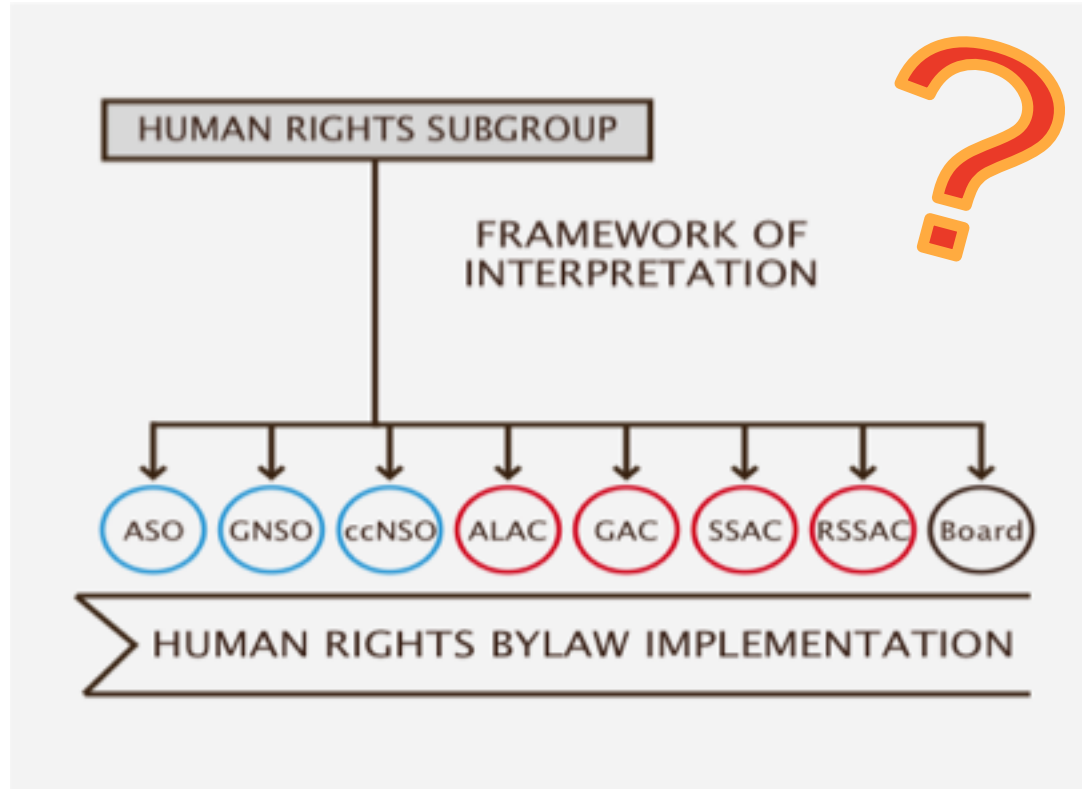 HUMAN RIGHTS SUBGROUP
FRAMEWORK OF
INTERPRETATION
ASO GNSO ccNSO ALAC GAC SSAC RSSAC Board
HUMAN RIGHTS BYLAW IMPLEMENTATION